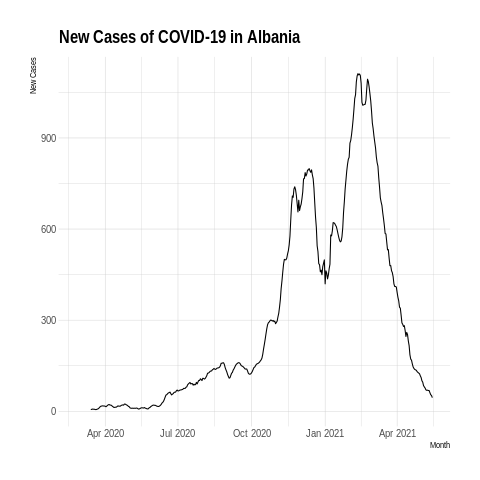 New Cases of COVID-19 in Albania
New Cases
900
600
300
0
Apr 2020 Jul 2020 Oct 2020 Jan 2021 Apr 2021
Month